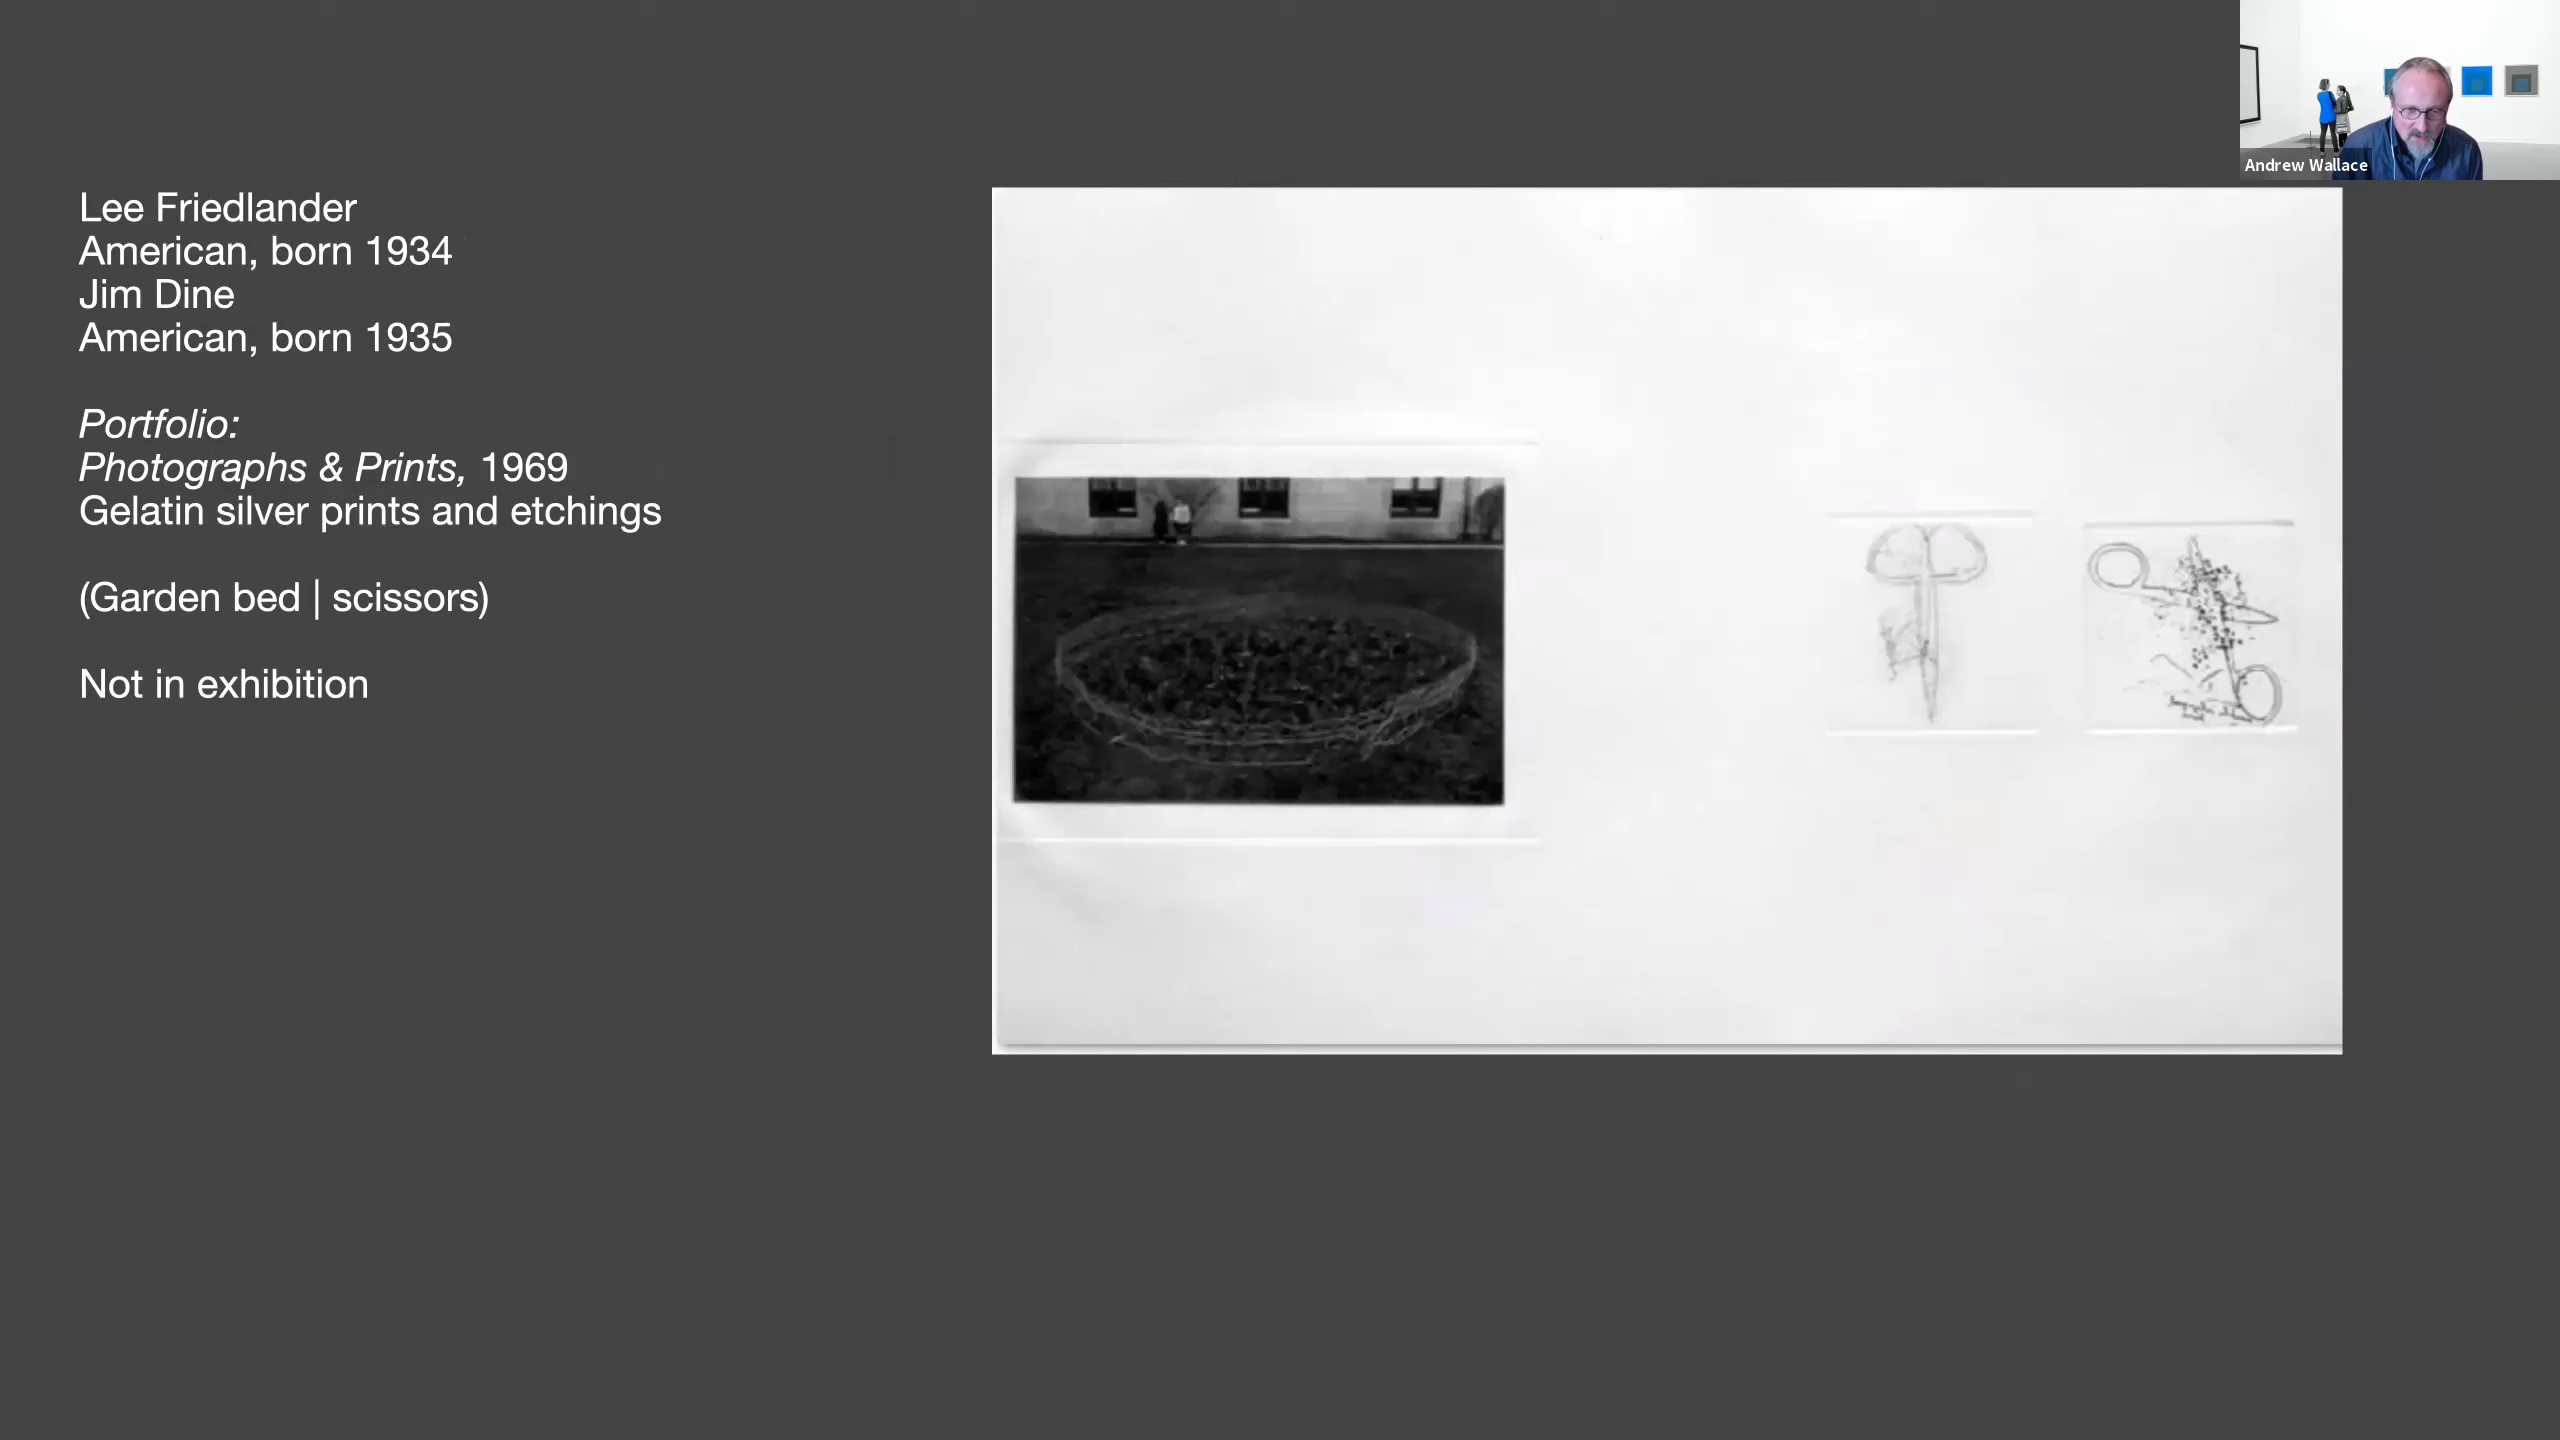 Lee Friedlander
American, born 1934
Jim Dine
American, born 1935
Portfolio:
Photographs & Prints, 1969
Gelatin silver prints and etchings
(Garden bed | scissors)
Not in exhibition
Andrew Wallace